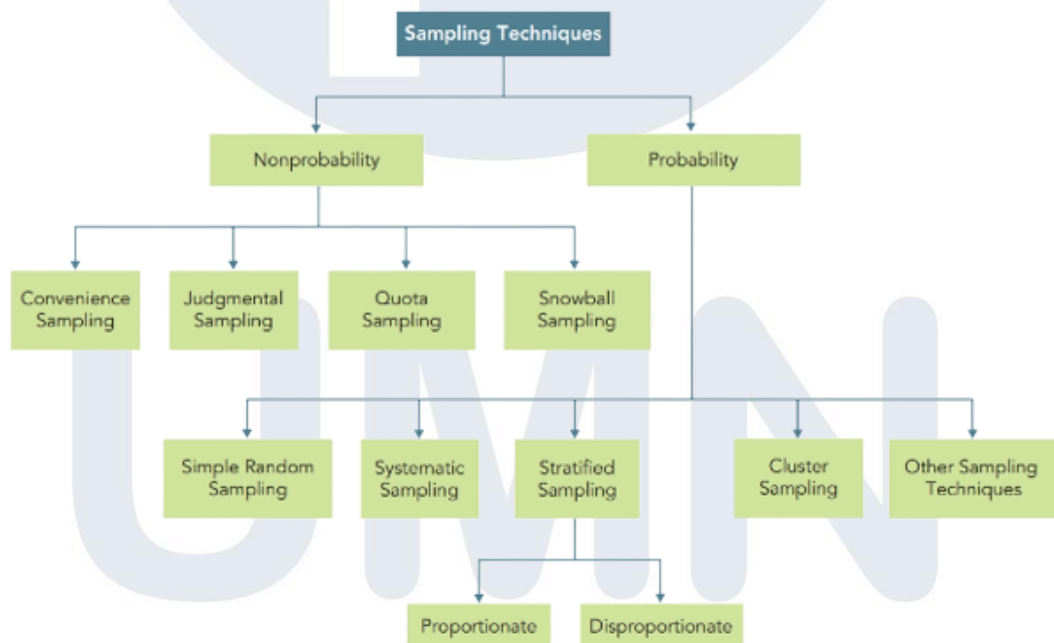 Sampling Techniques
Nonprobability
Probability
Convenience
Sampling
Judgmental
Sampling
Quota
Sampling
Snowball
Sampling
Simple Random
Sampling
Systematic
Sampling
Stratified
Sampling
Cluster
Sampling
Other Sampling
Techniques
Proportionate
Disproportionate
UMN